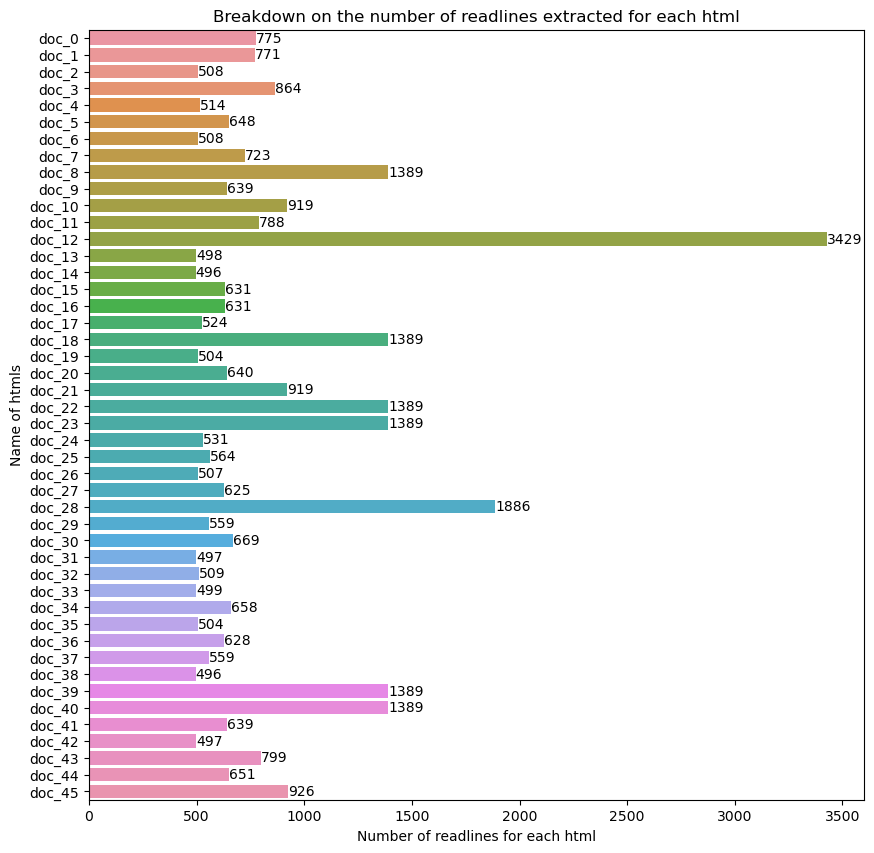 Breakdown on the number of readlines extracted for each html
doc_0 775
doc_1 771
doc_2 508
doc_3 864
doc_4 514
doc_5 648
doc_6 508
doc_7 723
doc_8 1389
doc_9 639
doc_10 919
doc_11 788
doc_12 3429
doc_13 498
doc_14 496
doc_15 631
doc_16 631
doc_17 524
doc_18 1389
doc_19 504
doc_20 640
doc_21 919
doc_22 1389
doc_23 1389
doc_24 531
doc_25 564
doc_26 507
doc_27 625
doc_28 1886
doc_29 559
doc_30 669
doc_31 497
doc_32 509
doc_33 499
doc_34 658
doc_35 504
doc_36 628
doc_37 559
doc_38 496
doc_39 1389
doc_40 1389
doc_41 639
doc_42 497
doc_43 799
doc_44 651
doc_45 926
Name of htmls
0 500 1000 1500 2000 2500 3000 3500
Number of readlines for each html